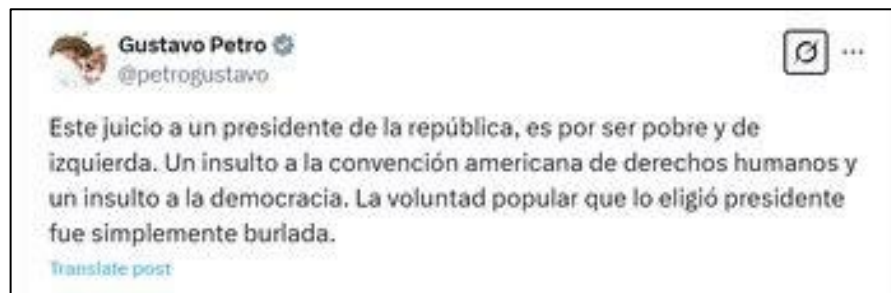 Gustavo Petro
@petrogustavo
Este juicio a un presidente de la república, es por ser pobre y de
izquierda. Un insulto a la convención americana de derechos humanos y
un insulto a la democracia. La voluntad popular que lo eligió presidente
fue simplemente burlada.
Translate post